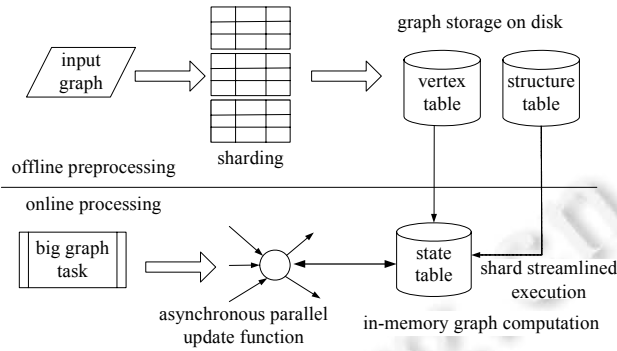 graph storage on disk
input
graph
vertex
table
structure
table
sharding
offline preprocessing
online processing
big graph
task
state
table
shard streamlined
execution
asynchronous parallel
update function
in-memory graph computation